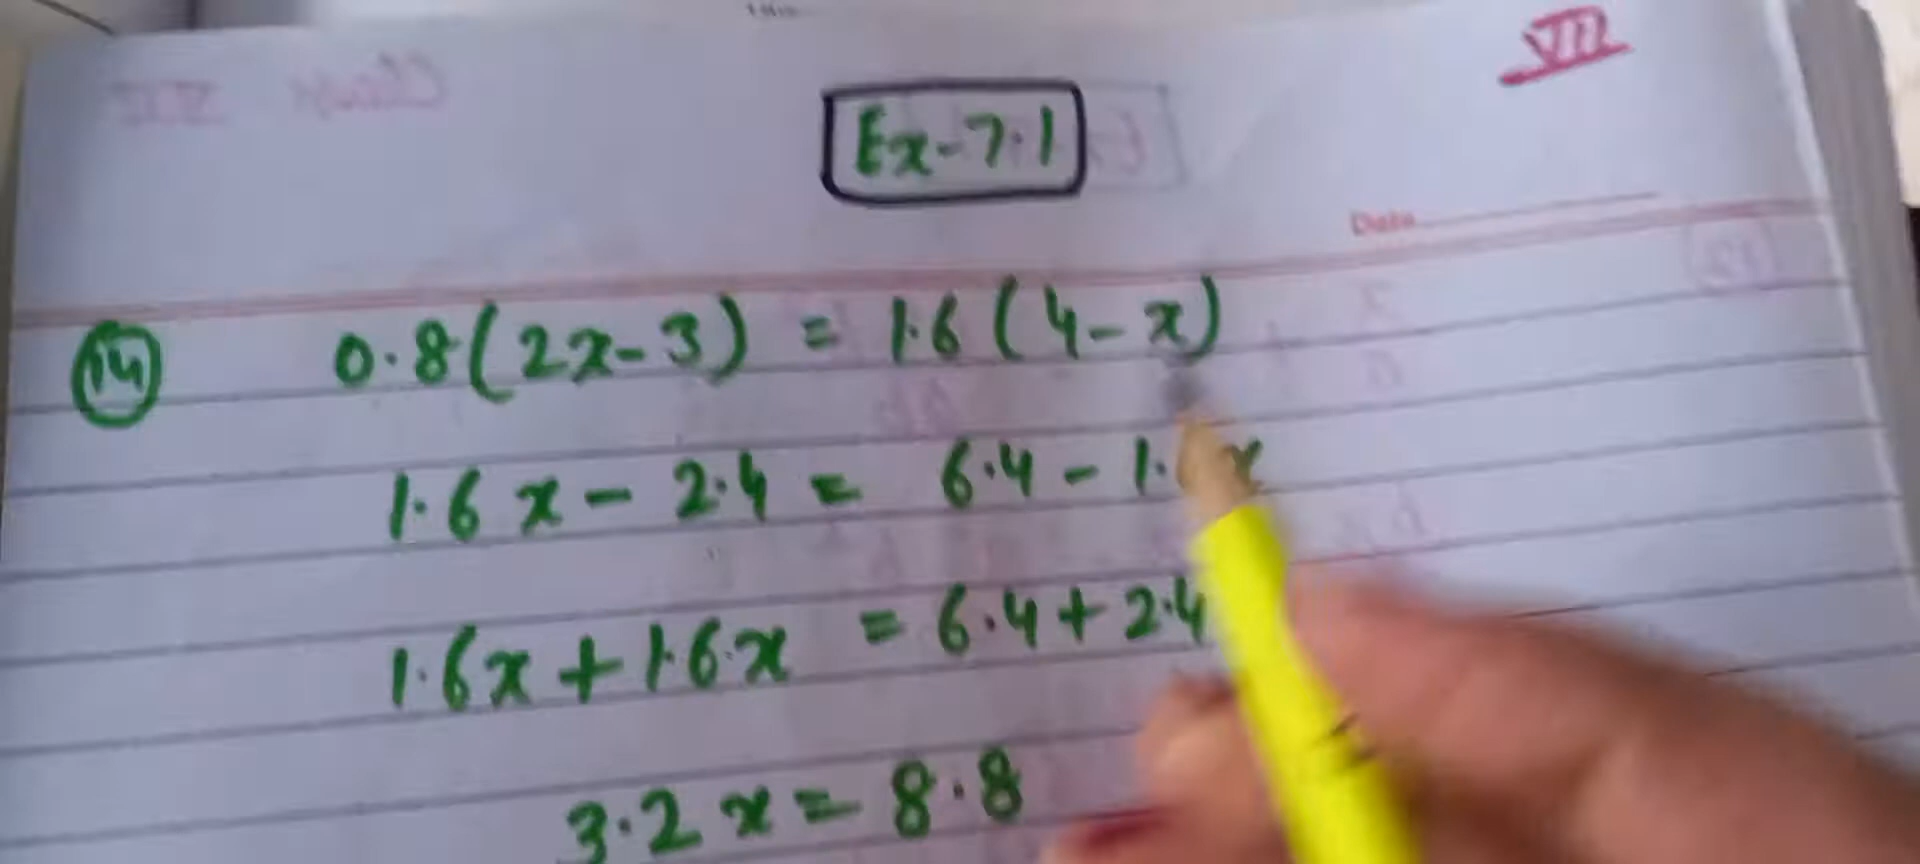 VII
Ex-7.1
Date
14 0.8(2x-3) = 1.6(4-x)
1.6x - 2.4 = 6.4 - 1. x
1.6x + 1.6x = 6.4 + 2.4
3.2x = 8.8